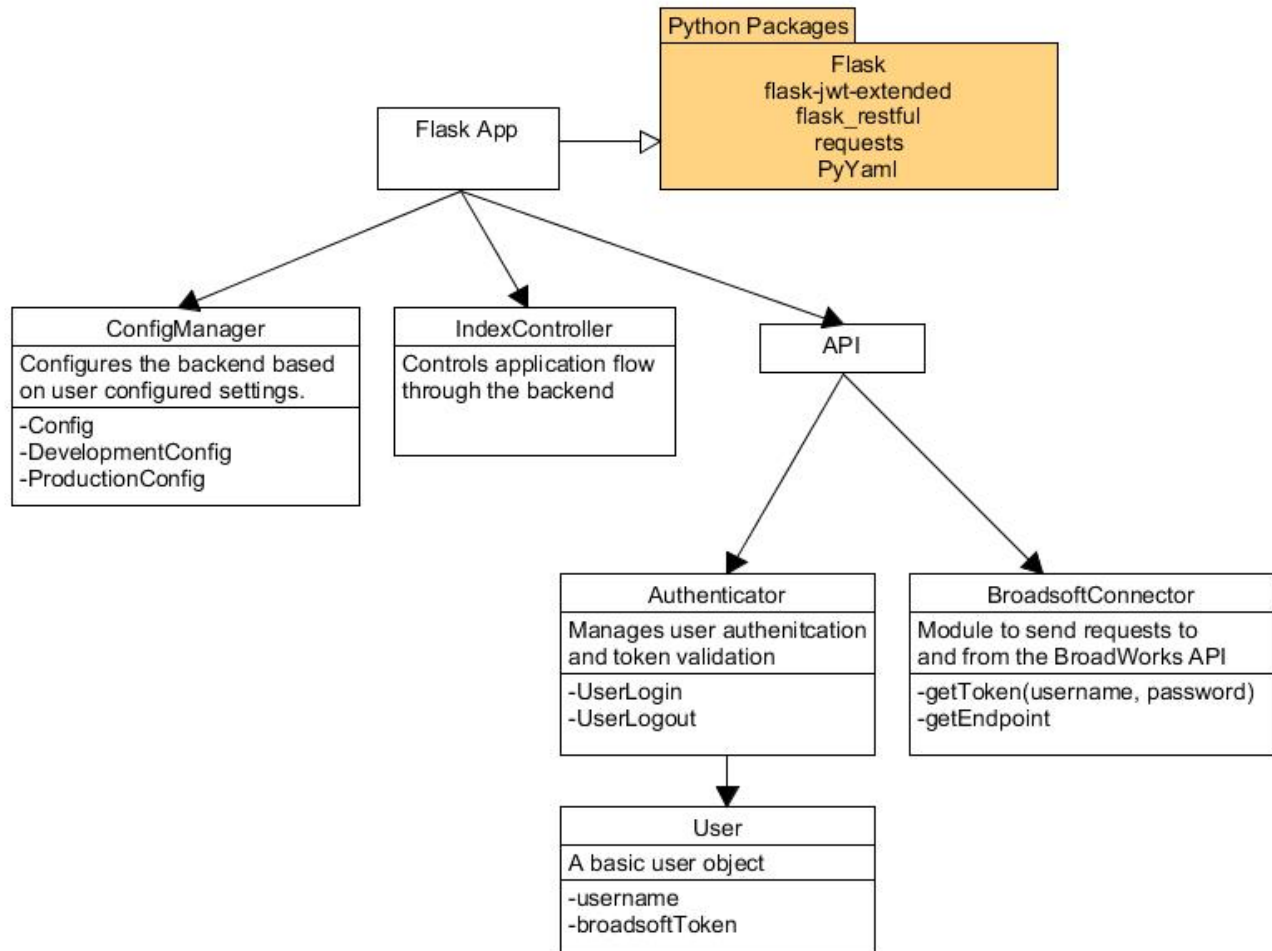 Python Packages
Flask
flask-jwt-extended
flask_restful
requests
PyYaml
Flask App
ConfigManager
Configures the backend based
on user configured settings.
-Config
-DevelopmentConfig
-ProductionConfig
IndexController
Controls application flow
through the backend
API
Authenticator
Manages user authenitcation
and token validation
-UserLogin
-UserLogout
BroadsoftConnector
Module to send requests to
and from the BroadWorks API
-getToken(username, password)
-getEndpoint
User
A basic user object
-username
-broadsoftToken